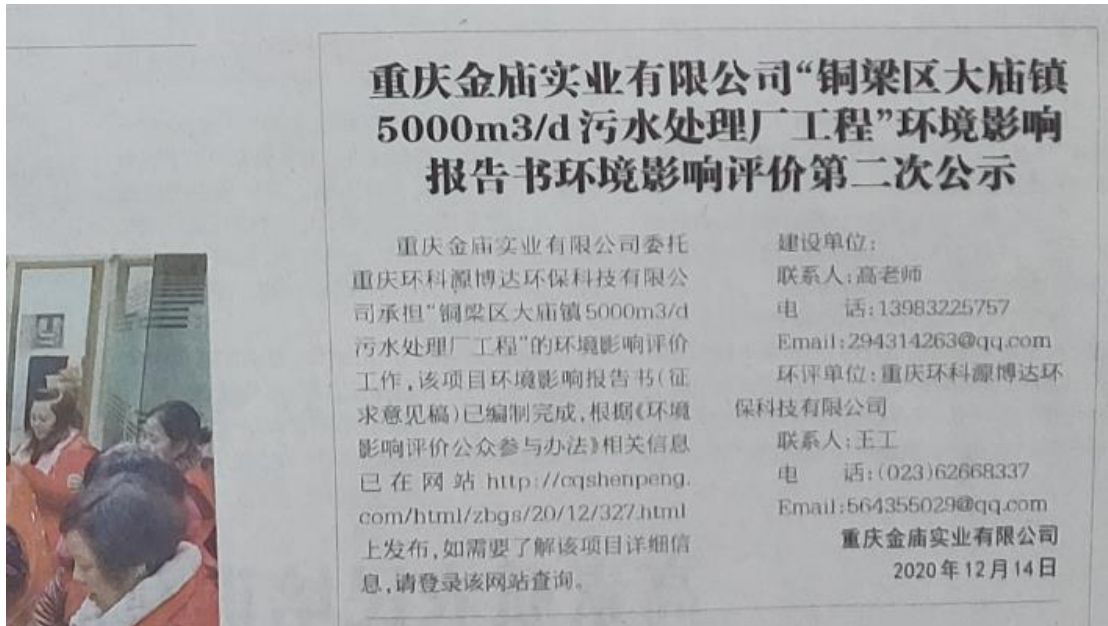 重庆金庙实业有限公司“铜梁区大庙镇
5000m3/d污水处理厂工程”环境影响
报告书环境影响评价第二次公示
重庆金庙实业有限公司委托
重庆环科源博达环保科技有限公
司承担“铜梁区大庙镇5000m3/d
污水处理厂工程”的环境影响评价
工作,该项目环境影响报告书(征
求意见稿)已编制完成,根据《环境
影响评价公众参与办法》相关信息
已在网站http://cqshenpeng.
com/html/zbgs/20/12/327.html
上发布,如需要了解该项目详细信
息,请登录该网站查询。
建设单位:
联系人:高老师
电 话:13983225757
Email:294314263@qq.com
环评单位:重庆环科源博达环
保科技有限公司
联系人:王工
电 话:(023)62668337
Email:564355029@qq.com
重庆金庙实业有限公司
2020年12月14日